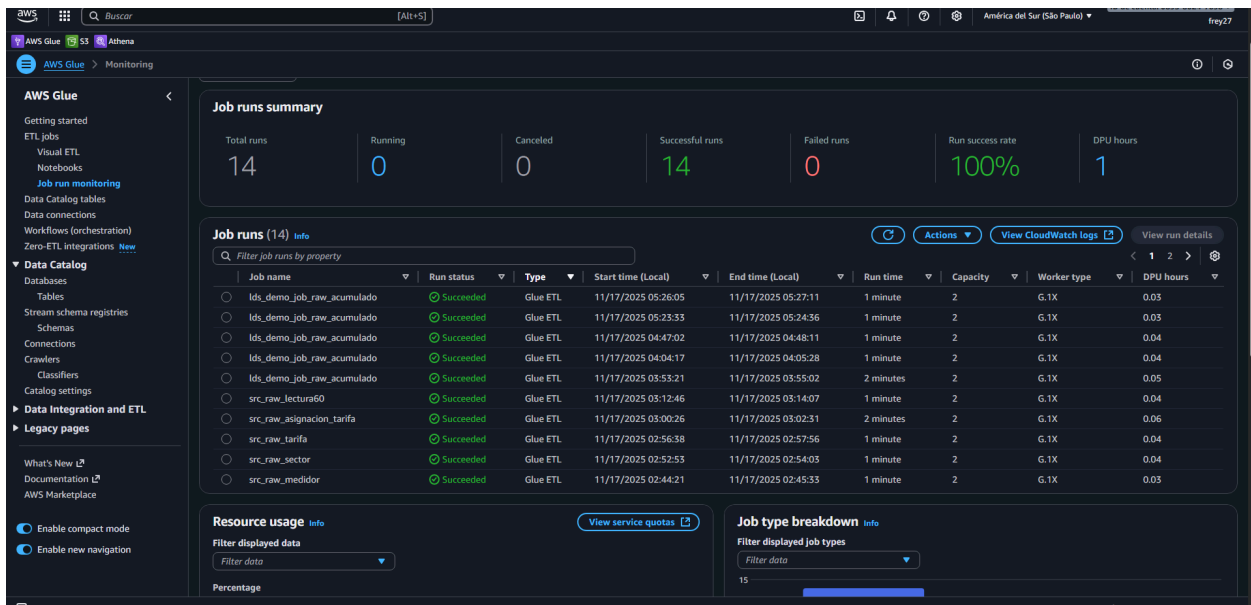 aws
Buscar [Alt+S] América del Sur (São Paulo)
frey27
AWS Glue S3 Athena
AWS Glue > Monitoring
AWS Glue
Getting started
ETL jobs
Visual ETL
Notebooks
Job run monitoring
Data Catalog tables
Data connections
Workflows (orchestration)
Zero-ETL integrations New
Data Catalog
Databases
Tables
Stream schema registries
Schemas
Connections
Crawlers
Classifiers
Catalog settings
Data Integration and ETL
Legacy pages
What's New
Documentation
AWS Marketplace
Enable compact mode
Enable new navigation
Job runs summary
Total runs Running Canceled Successful runs Failed runs Run success rate DPU hours
14 0 0 14 0 100% 1
Job runs (14) Info Actions View CloudWatch logs View run details
Filter job runs by property < 1 2 >
Job name Run status Type Start time (Local) End time (Local) Run time Capacity Worker type DPU hours
lds_demo_job_raw_acumulado Succeeded Glue ETL 11/17/2025 05:26:05 11/17/2025 05:27:11 1 minute 2 G.1X 0.03
lds_demo_job_raw_acumulado Succeeded Glue ETL 11/17/2025 05:23:33 11/17/2025 05:24:36 1 minute 2 G.1X 0.03
lds_demo_job_raw_acumulado Succeeded Glue ETL 11/17/2025 04:47:02 11/17/2025 04:48:11 1 minute 2 G.1X 0.04
lds_demo_job_raw_acumulado Succeeded Glue ETL 11/17/2025 04:04:17 11/17/2025 04:05:28 1 minute 2 G.1X 0.04
lds_demo_job_raw_acumulado Succeeded Glue ETL 11/17/2025 03:53:21 11/17/2025 03:55:02 2 minutes 2 G.1X 0.05
src_raw_lectura60 Succeeded Glue ETL 11/17/2025 03:12:46 11/17/2025 03:14:07 1 minute 2 G.1X 0.04
src_raw_asignacion_tarifa Succeeded Glue ETL 11/17/2025 03:00:26 11/17/2025 03:02:31 2 minutes 2 G.1X 0.06
src_raw_tarifa Succeeded Glue ETL 11/17/2025 02:56:38 11/17/2025 02:57:56 1 minute 2 G.1X 0.04
src_raw_sector Succeeded Glue ETL 11/17/2025 02:52:53 11/17/2025 02:54:03 1 minute 2 G.1X 0.04
src_raw_medidor Succeeded Glue ETL 11/17/2025 02:44:21 11/17/2025 02:45:33 1 minute 2 G.1X 0.03
Resource usage Info View service quotas
Filter displayed data
Filter data
Percentage
Job type breakdown Info
Filter displayed job types
Filter data
15